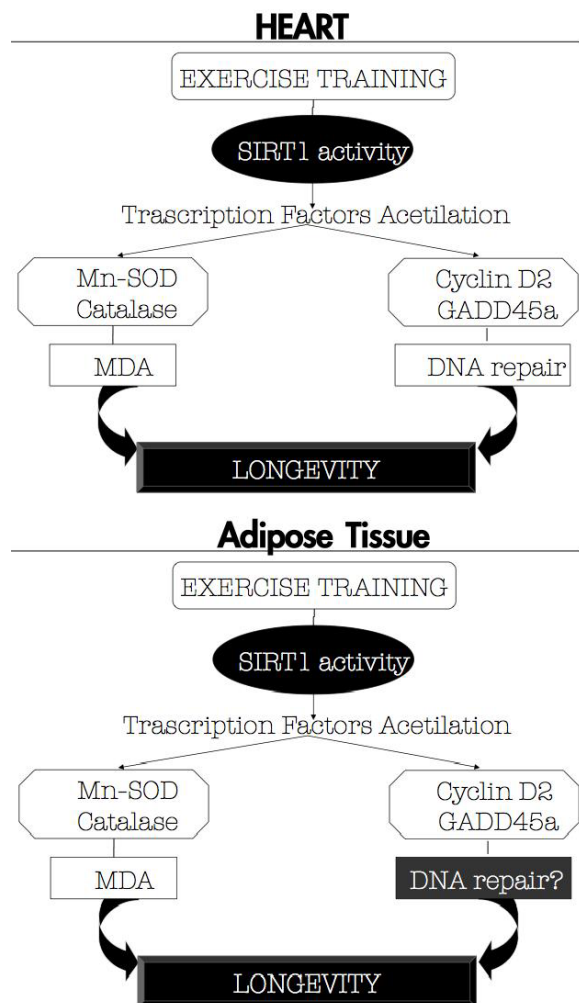 HEART
EXERCISE TRAINING
SIRT1 activity
Trascription Factors Acetilation
Mn-SOD
Catalase
Cyclin D2
GADD45a
MDA
DNA repair
LONGEVITY
Adipose Tissue
EXERCISE TRAINING
SIRT1 activity
Trascription Factors Acetilation
Mn-SOD
Catalase
Cyclin D2
GADD45a
MDA
DNA repair?
LONGEVITY